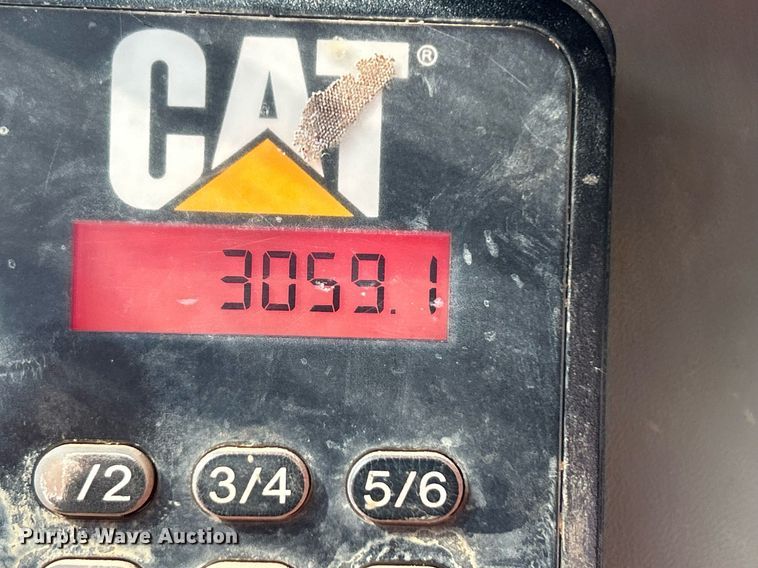 CAT®
3059.1
/2 3/4 5/6
Purple Wave Auction